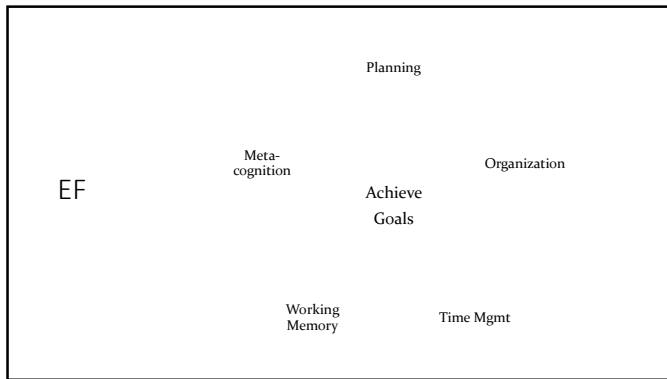 Planning
Meta-
cognition
Organization
EF
Achieve
Goals
Working
Memory
Time Mgmt